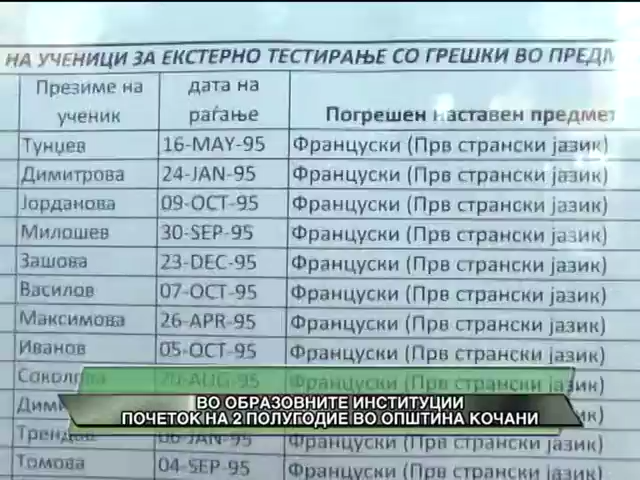 НА УЧЕНИЦИ ЗА ЕКСТЕРНО ТЕСТИРАЊЕ СО ГРЕШКИ ВО
Презиме на ученик дата на раѓање Погрешен наставен предмет
Тунџев 16-MAY-95 Француски (Прв странски јазик)
Димитрова 24-JAN-95 Француски (Прв странски јазик)
Јорданова 09-OCT-95 Француски (Прв странски јазик)
Милошев 30-SEP-95 Француски (Прв странски јазик)
Зашова 23-DEC-95 Француски (Прв странски јазик)
Василов 07-OCT-95 Француски (Прв странски јазик)
Максимова 26-APR-95 Француски (Прв странски јазик)
Иванов 05-OCT-95 Француски (Прв странски јазик)
Соколова 20-AUG-95 Француски (Прв странски јазик)
ВО ОБРАЗОВНИТЕ ИНСТИТУЦИИ
ПОЧЕТОК НА 2 ПОЛУГОДИЕ ВО ОПШТИНА КОЧАНИ
06-JAN-95 Француски (Прв странски јазик)
Томова 04-SEP-95 Француски (Прв странски јазик)